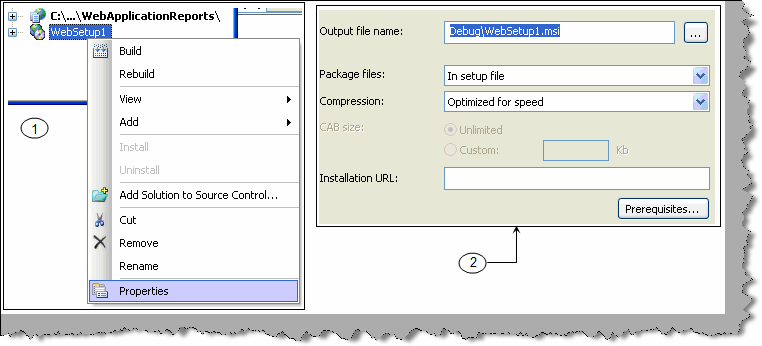 C:\...\WebApplicationReports\
WebSetup1
Build
Rebuild
View
Add
Install
Uninstall
Add Solution to Source Control...
Cut
Remove
Rename
Properties
1
Output file name:
Debug\WebSetup1.msi
...
Package files:
In setup file
Compression:
Optimized for speed
CAB size:
Unlimited
Custom:
Kb
Installation URL:
Prerequisites...
2